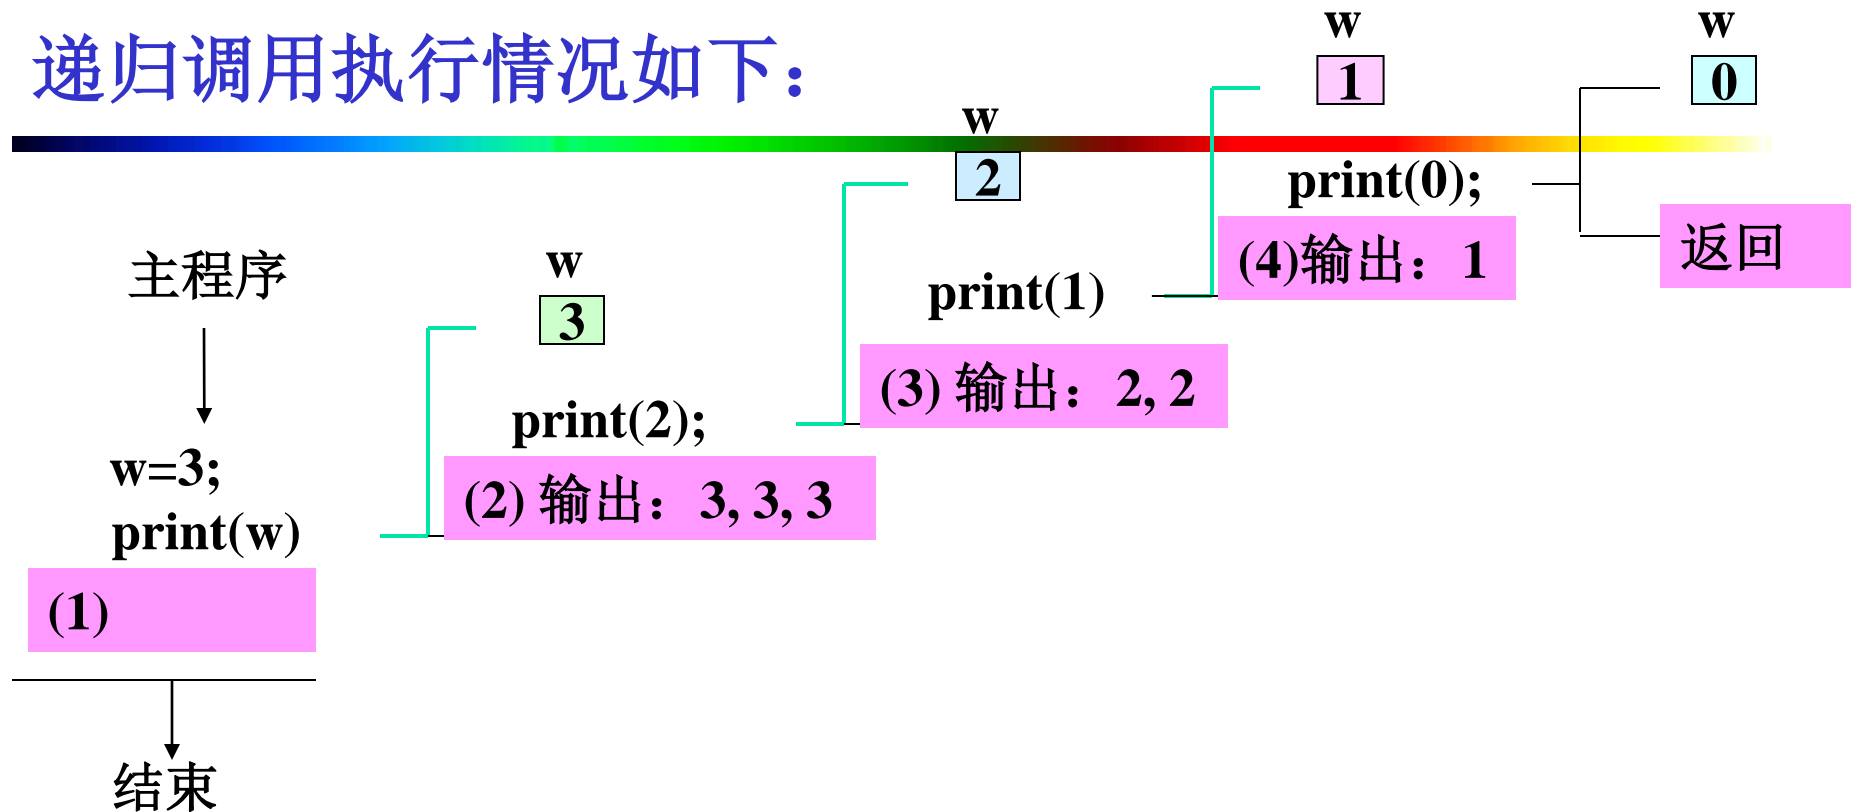 递归调用执行情况如下：
主程序
w=3;
print(w)
(1)
结束
w
3
print(2);
(2) 输出：3, 3, 3
w
2
print(1)
(3) 输出：2, 2
w
1
print(0);
(4)输出：1
w
0
返回